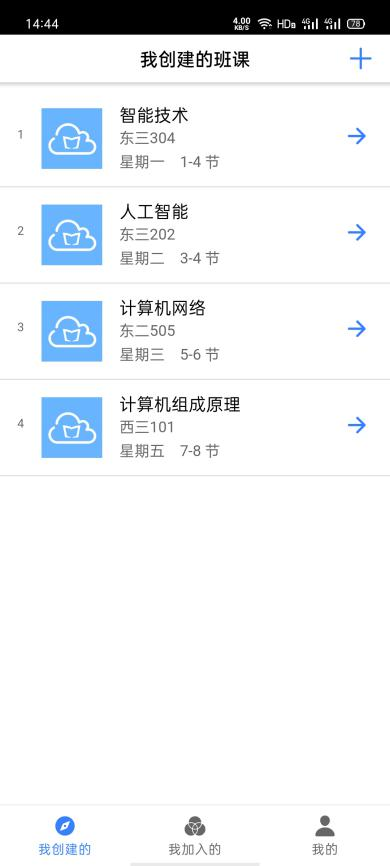 14:44 4.00 KB/S HDB 4G 4G 78
我创建的班课
1
智能技术
东三304
星期一 1-4 节
2
人工智能
东三202
星期二 3-4 节
3
计算机网络
东二505
星期三 5-6 节
4
计算机组成原理
西三101
星期五 7-8 节
我创建的 我加入的 我的